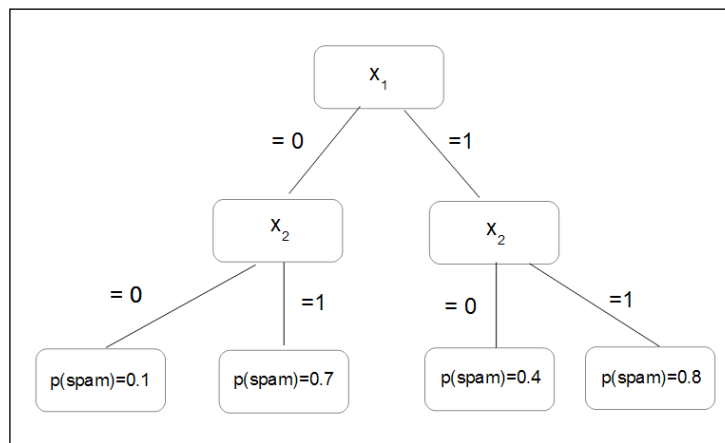 x₁
= 0
=1
x₂
x₂
= 0
=1
= 0
=1
p(spam)=0.1
p(spam)=0.7
p(spam)=0.4
p(spam)=0.8